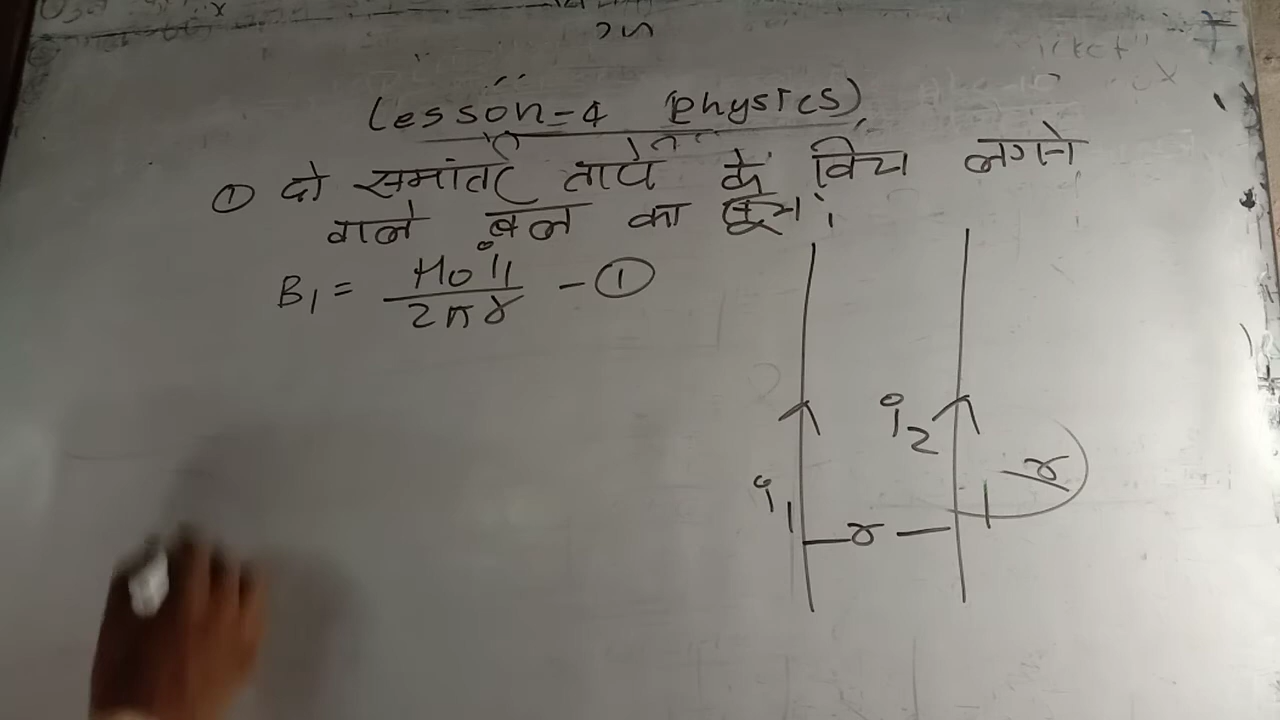 Lesson-4 (Physics)
① दो समांतर तारों के बिच लगने
वाले बल का सूत्र:
B₁ = μ₀i₁ / 2πr - ①
i₂
r
i₁
r